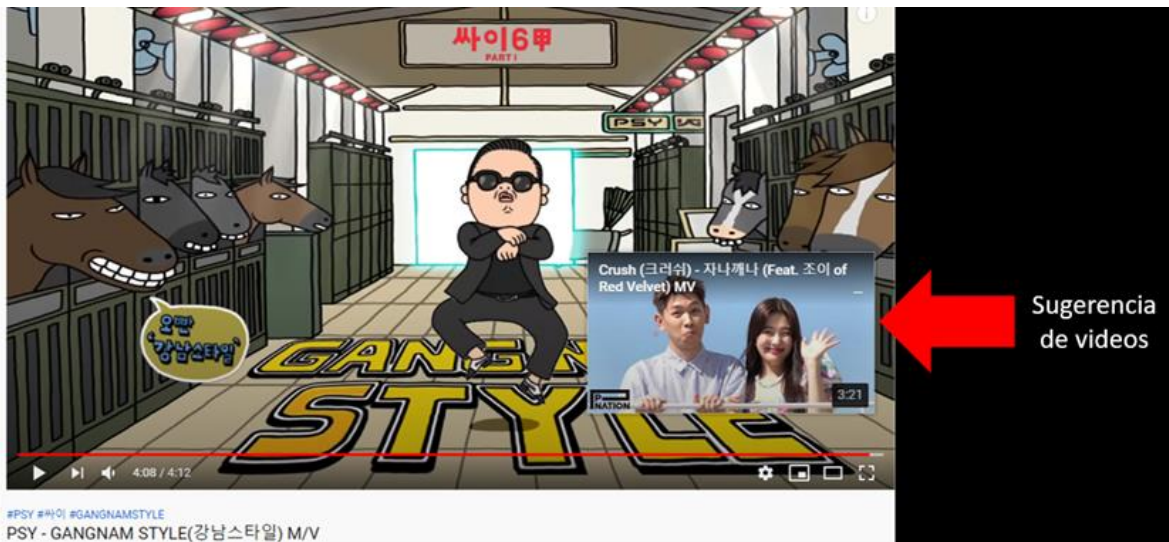 싸이6甲
PART I
PSY
오빤
강남스타일
GANGN
STYLE
Crush (크러쉬) - 자나깨나 (Feat. 조이 of
Red Velvet) MV
P NATION
3:21
4:08 / 4:12
Sugerencia
de videos
#PSY #싸이 #GANGNAMSTYLE
PSY - GANGNAM STYLE(강남스타일) M/V